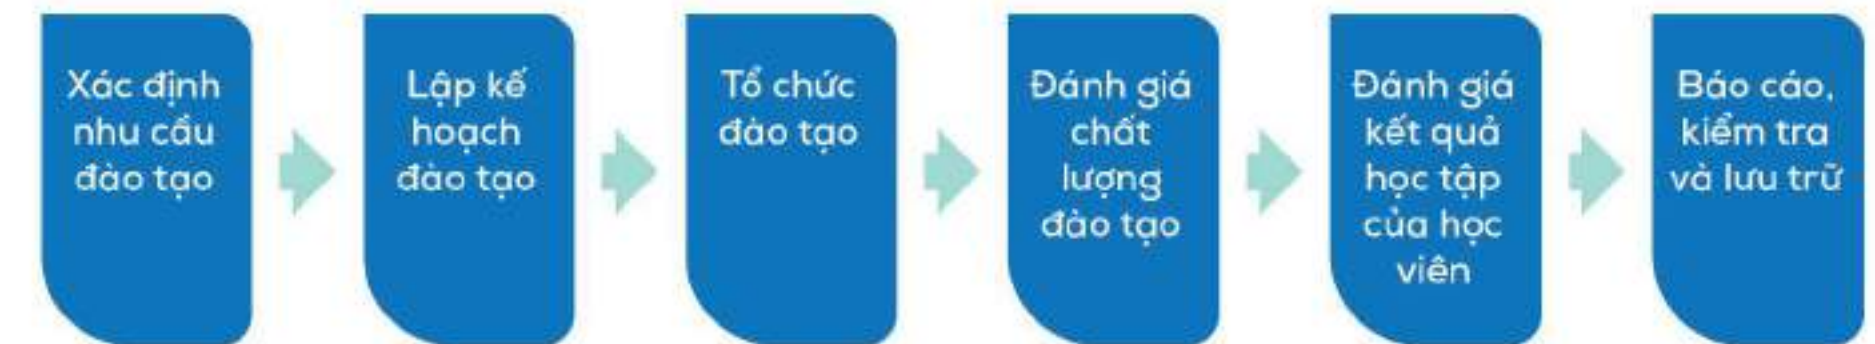 Xác định
nhu cầu
đào tạo
Lập kế
hoạch
đào tạo
Tổ chức
đào tạo
Đánh giá
chất
lượng
đào tạo
Đánh giá
kết quả
học tập
của học
viên
Báo cáo,
kiểm tra
và lưu trữ